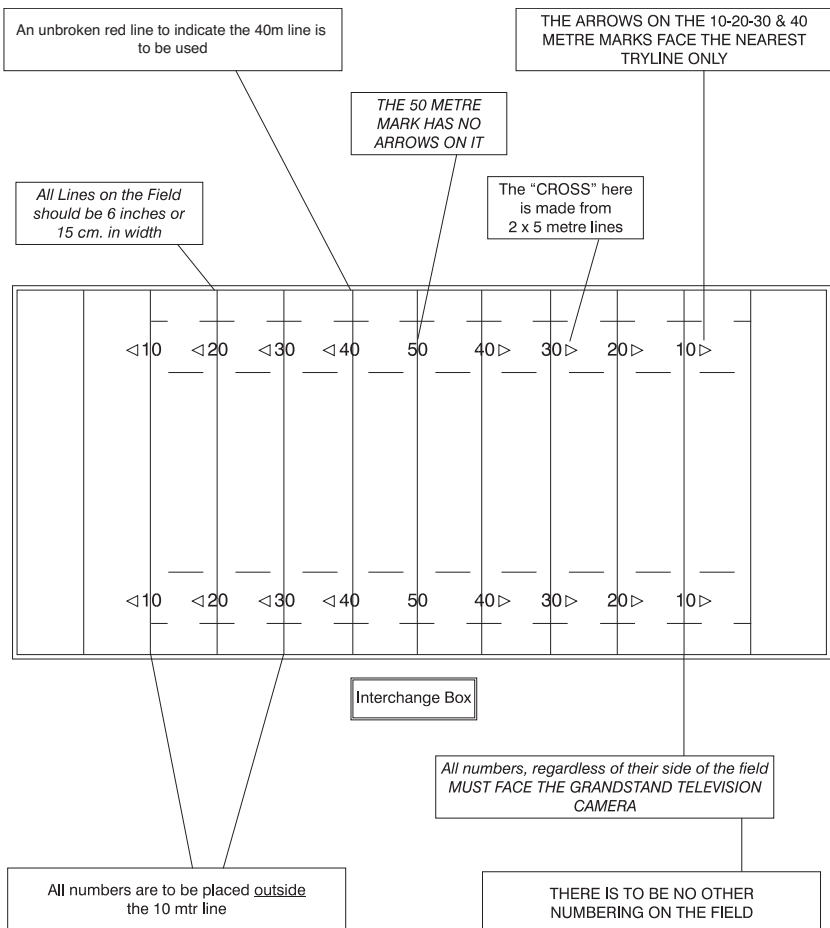 An unbroken red line to indicate the 40m line is
to be used
THE ARROWS ON THE 10-20-30 & 40
METRE MARKS FACE THE NEAREST
TRYLINE ONLY
THE 50 METRE
MARK HAS NO
ARROWS ON IT
All Lines on the Field
should be 6 inches or
15 cm. in width
The “CROSS” here
is made from
2 x 5 metre lines
◁10 ◁20 ◁30 ◁40 50 40▷ 30▷ 20▷ 10▷
◁10 ◁20 ◁30 ◁40 50 40▷ 30▷ 20▷ 10▷
Interchange Box
All numbers, regardless of their side of the field
MUST FACE THE GRANDSTAND TELEVISION
CAMERA
All numbers are to be placed outside
the 10 mtr line
THERE IS TO BE NO OTHER
NUMBERING ON THE FIELD